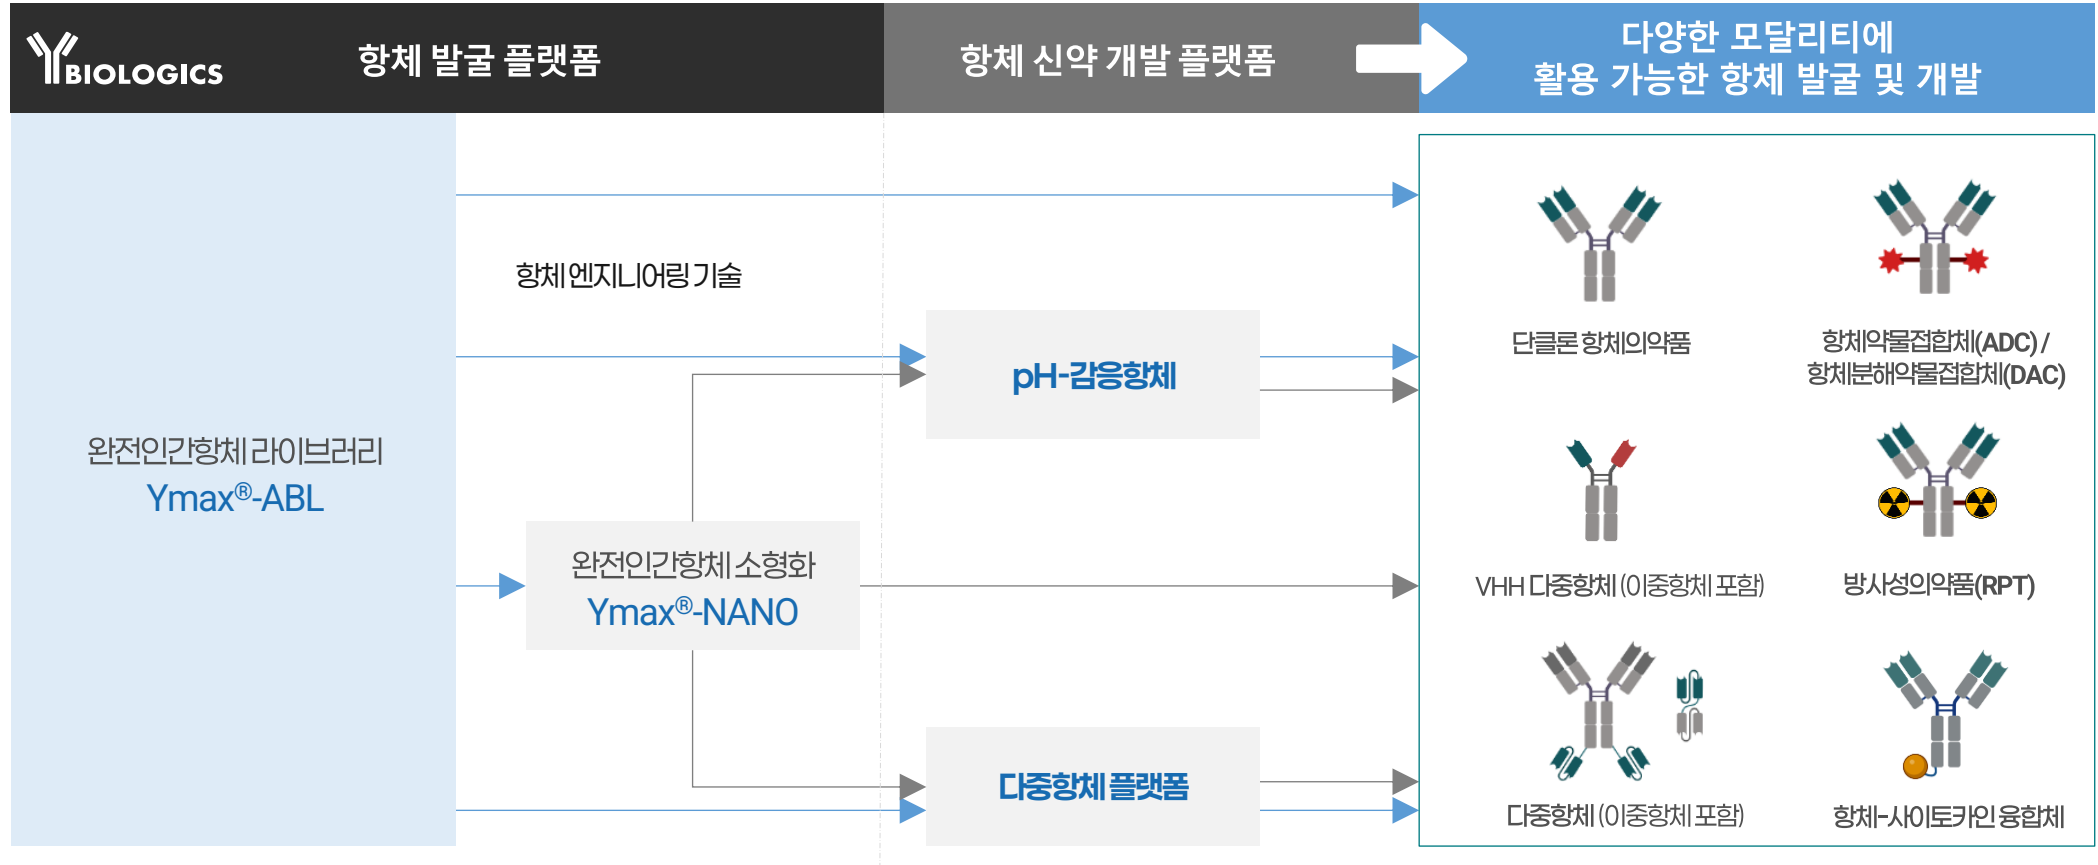 YBIOLOGICS
항체 발굴 플랫폼
항체 신약 개발 플랫폼
다양한 모달리티에
활용 가능한 항체 발굴 및 개발
완전인간항체 라이브러리
Ymax®-ABL
항체 엔지니어링 기술
완전인간항체 소형화
Ymax®-NANO
pH-감응항체
다중항체 플랫폼
단클론 항체의약품
항체약물접합체(ADC) /
항체분해약물접합체(DAC)
VHH 다중항체 (이중항체 포함)
방사성의약품(RPT)
다중항체 (이중항체 포함)
항체-사이토카인 융합체